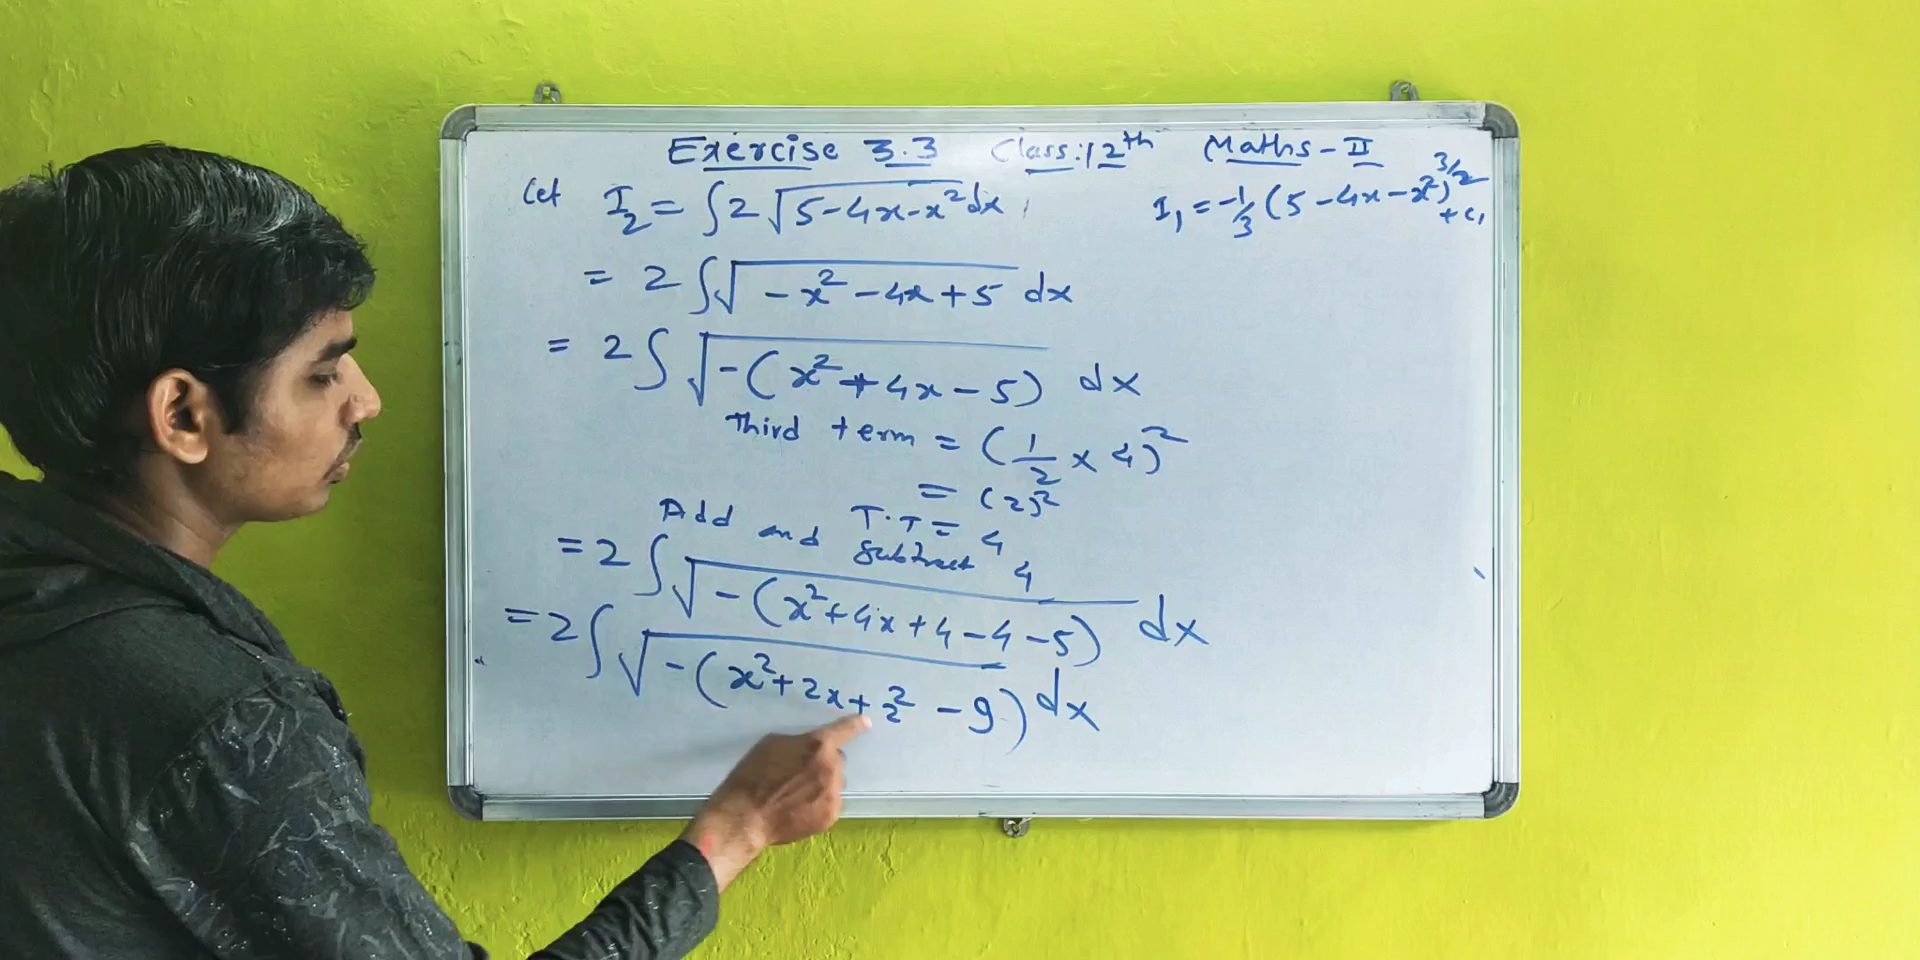 Exercise 3.3 Class:12th Maths-II
Let I₂ = ∫2√(5-4x-x²) dx
I₁ = -1/3 (5-4x-x²)^3/2 + c₁
= 2∫√(-x²-4x+5) dx
= 2∫√(-(x²+4x-5)) dx
Third term = (1/2 × 4)²
= (2)²
T.T = 4
Add and subtract 4
= 2∫√(-(x²+4x+4-4-5)) dx
= 2∫√(-(x²+2x+2²-9)) dx